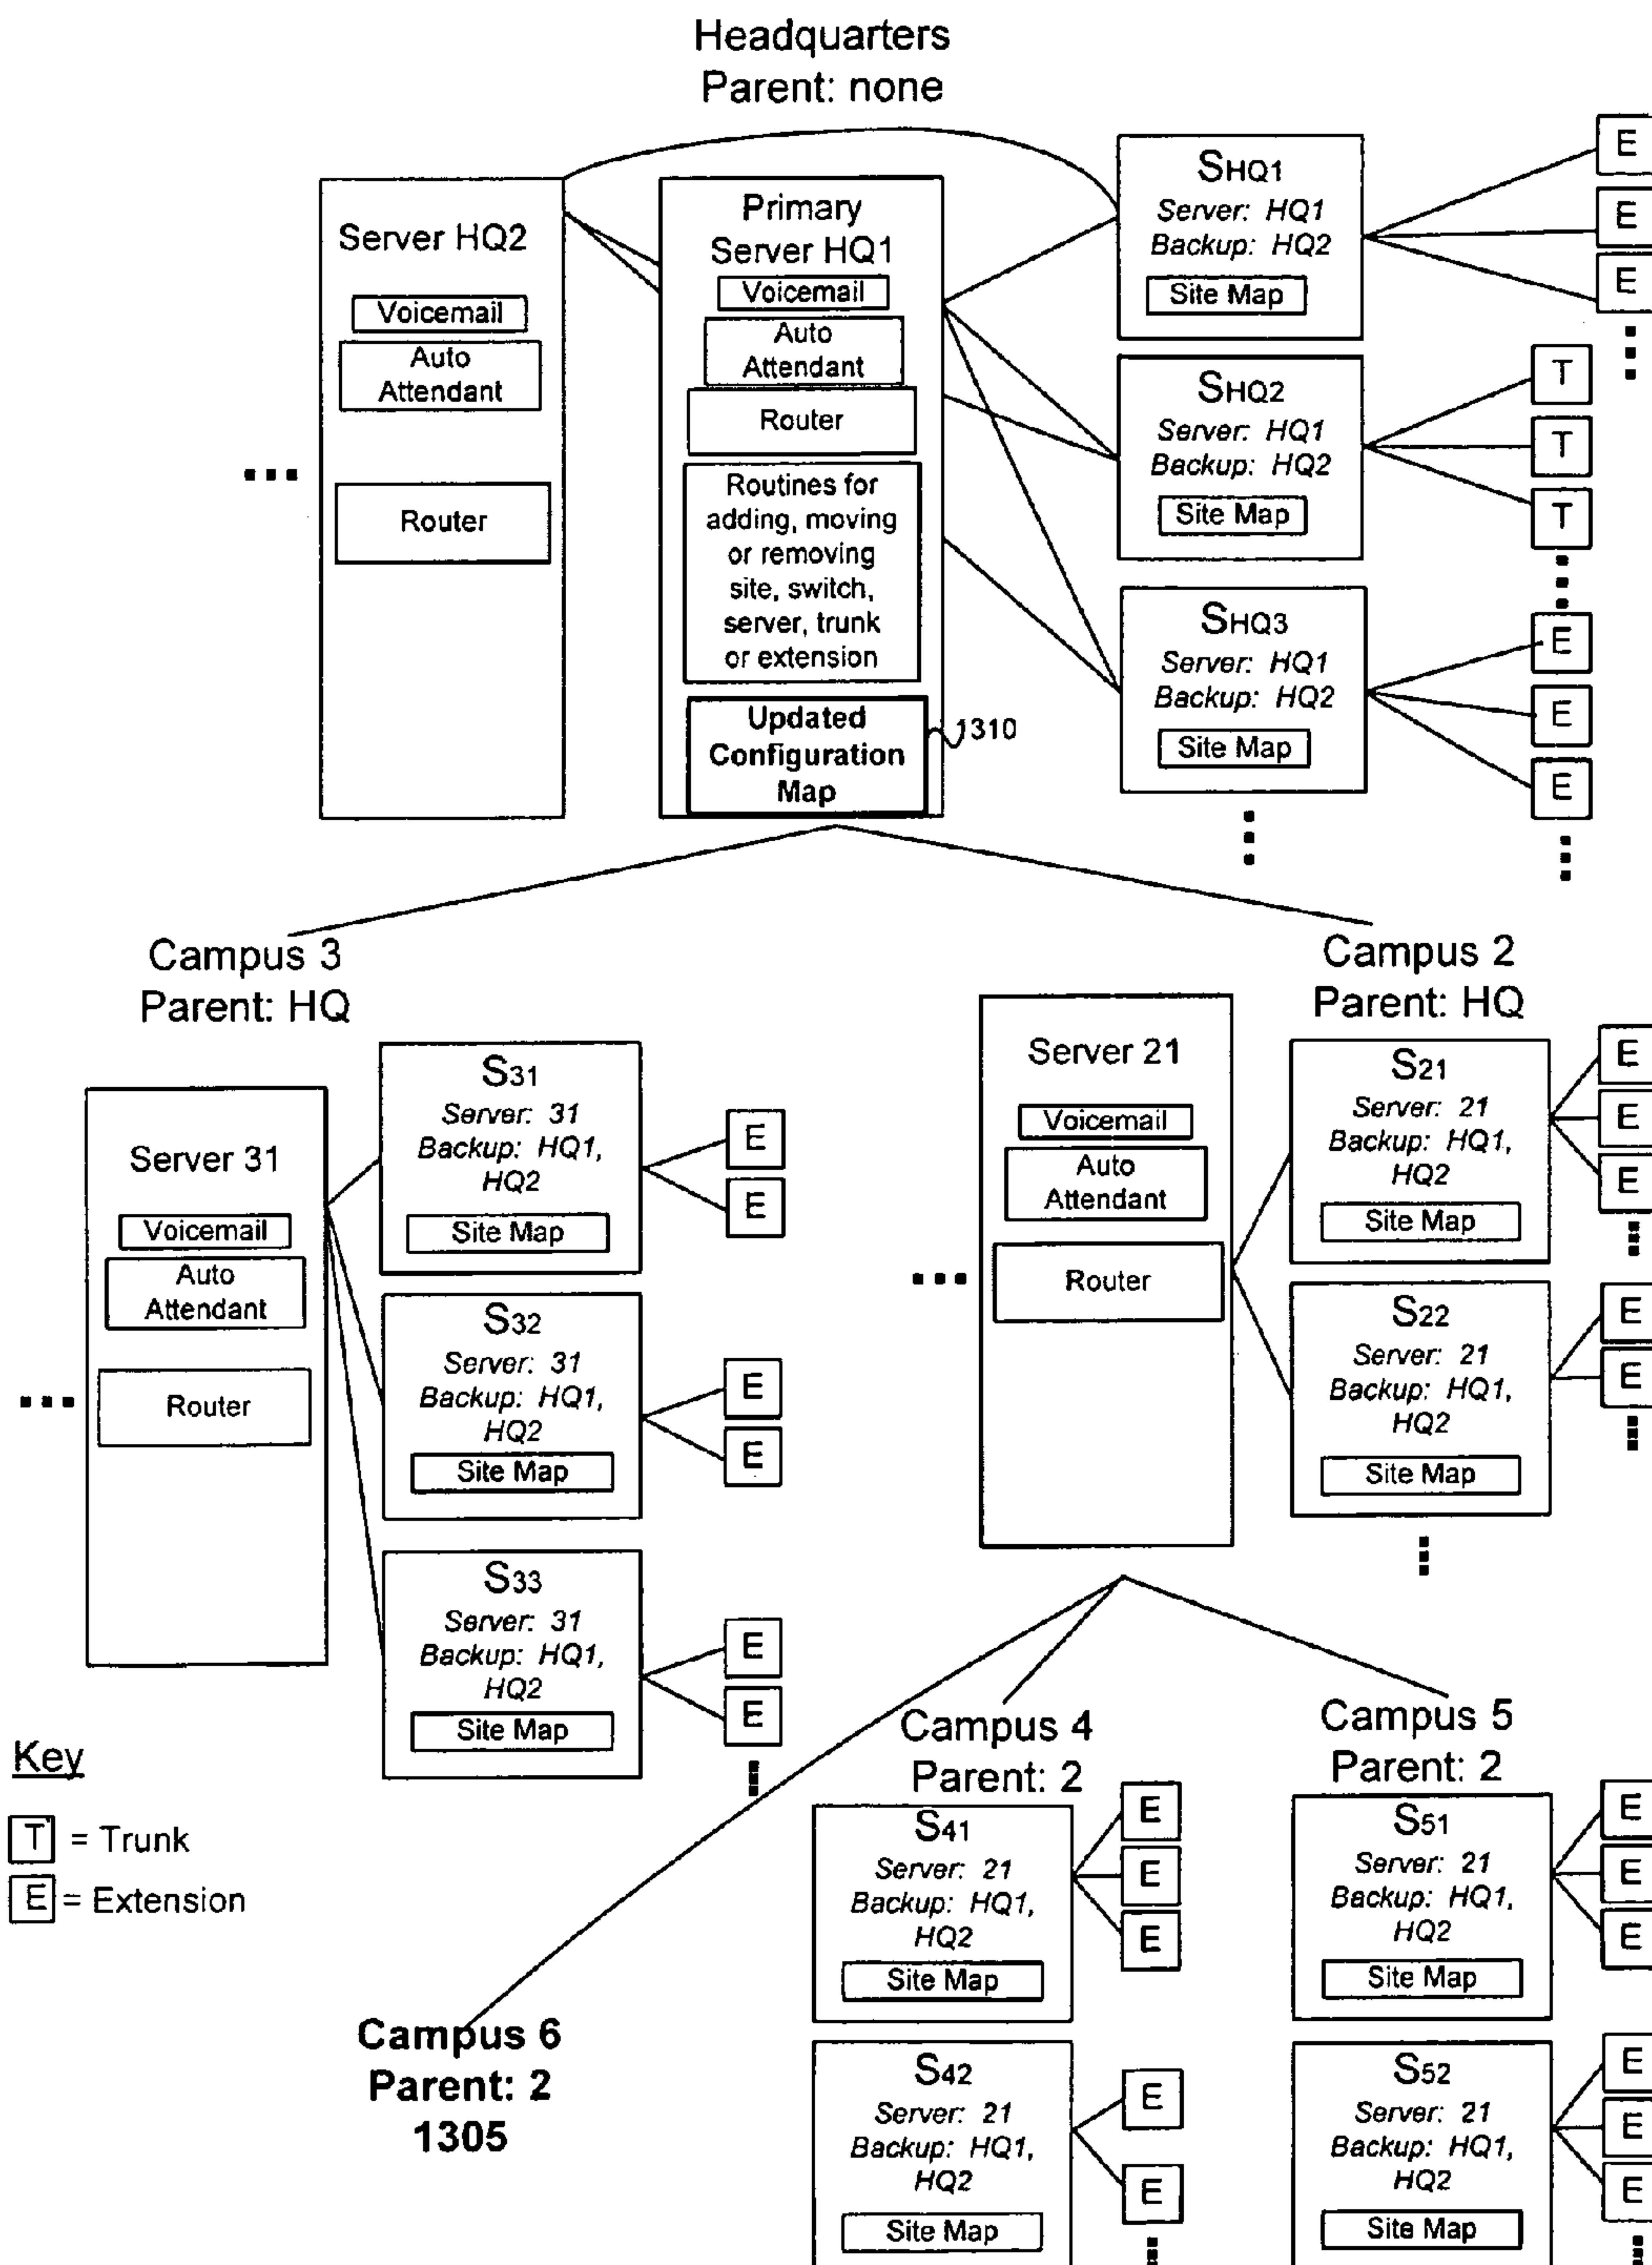 Headquarters
Parent: none
Server HQ2
Voicemail
Auto
Attendant
Router
Primary
Server HQ1
Voicemail
Auto
Attendant
Router
Routines for
adding, moving
or removing
site, switch,
server, trunk
or extension
Updated
Configuration
Map
1310
SHQ1
Server: HQ1
Backup: HQ2
Site Map
E
E
E
SHQ2
Server: HQ1
Backup: HQ2
Site Map
T
T
T
SHQ3
Server: HQ1
Backup: HQ2
Site Map
E
E
E
Campus 3
Parent: HQ
Server 31
Voicemail
Auto
Attendant
Router
S31
Server: 31
Backup: HQ1,
HQ2
Site Map
E
E
S32
Server: 31
Backup: HQ1,
HQ2
Site Map
E
E
S33
Server: 31
Backup: HQ1,
HQ2
Site Map
E
E
Campus 2
Parent: HQ
Server 21
Voicemail
Auto
Attendant
Router
S21
Server: 21
Backup: HQ1,
HQ2
Site Map
E
E
E
S22
Server: 21
Backup: HQ1,
HQ2
Site Map
E
E
Key
T = Trunk
E = Extension
Campus 6
Parent: 2
1305
Campus 4
Parent: 2
S41
Server: 21
Backup: HQ1,
HQ2
Site Map
E
E
E
S42
Server: 21
Backup: HQ1,
HQ2
Site Map
E
E
Campus 5
Parent: 2
S51
Server: 21
Backup: HQ1,
HQ2
Site Map
E
E
E
S52
Server: 21
Backup: HQ1,
HQ2
Site Map
E
E
E